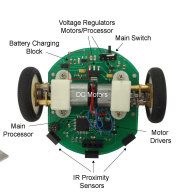 Voltage Regulators
Motors/Processor
Battery Charging
Block
Main Switch
DC Motors
Main
Processor
Motor
Drivers
IR Proximity
Sensors